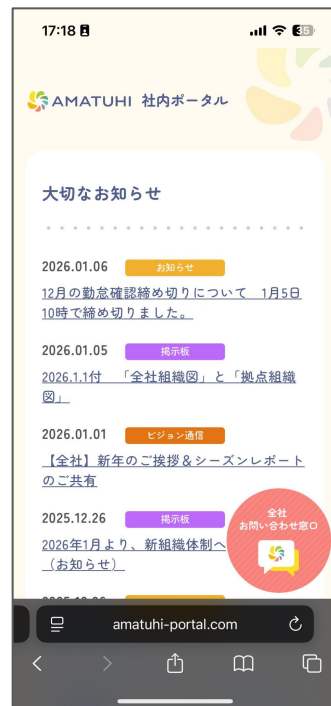 17:18
35
AMATUHI 社内ポータル
大切なお知らせ
2026.01.06 お知らせ
12月の勤怠確認締め切りについて　1月5日
10時で締め切りました。
2026.01.05 掲示板
2026.1.1付　「全社組織図」と「拠点組織
図」
2026.01.01 ビジョン通信
【全社】新年のご挨拶＆シーズンレポート
のご共有
2025.12.26 掲示板
2026年1月より、新組織体制へ
（お知らせ）
全社
お問い合わせ窓口
amatuhi-portal.com